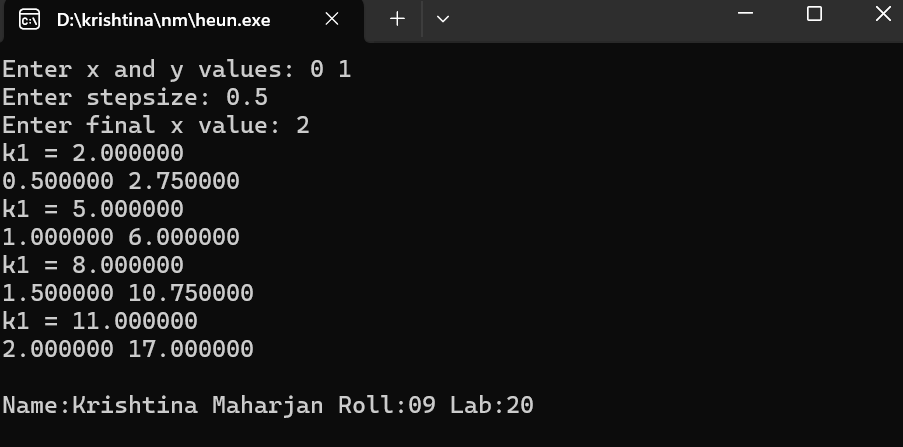 D:\krishtina\nm\heun.exe
Enter x and y values: 0 1
Enter stepsize: 0.5
Enter final x value: 2
k1 = 2.000000
0.500000 2.750000
k1 = 5.000000
1.000000 6.000000
k1 = 8.000000
1.500000 10.750000
k1 = 11.000000
2.000000 17.000000
Name:Krishtina Maharjan Roll:09 Lab:20